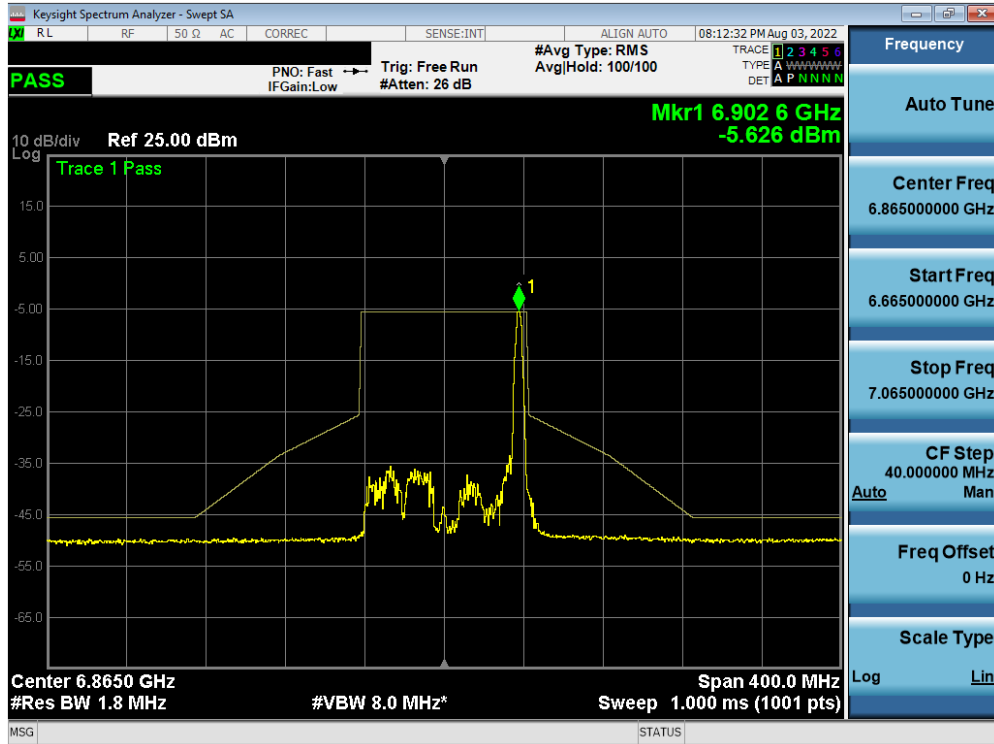 Keysight Spectrum Analyzer - Swept SA
LXI RL RF 50 Ω AC CORREC SENSE:INT ALIGN AUTO 08:12:32 PM Aug 03, 2022
PASS
PNO: Fast
IFGain:Low
Trig: Free Run
#Atten: 26 dB
#Avg Type: RMS
Avg|Hold: 100/100
TRACE 1 2 3 4 5 6
TYPE A WWWWW
DET A P N N N N
Frequency
Mkr1 6.902 6 GHz
-5.626 dBm
10 dB/div Ref 25.00 dBm
Log
Trace 1 Pass
15.0
5.00
-5.00
-15.0
-25.0
-35.0
-45.0
-55.0
-65.0
1
Center 6.8650 GHz Span 400.0 MHz
#Res BW 1.8 MHz #VBW 8.0 MHz* Sweep 1.000 ms (1001 pts)
Auto Tune
Center Freq
6.865000000 GHz
Start Freq
6.665000000 GHz
Stop Freq
7.065000000 GHz
CF Step
40.000000 MHz
Auto Man
Freq Offset
0 Hz
Scale Type
Log Lin
MSG STATUS